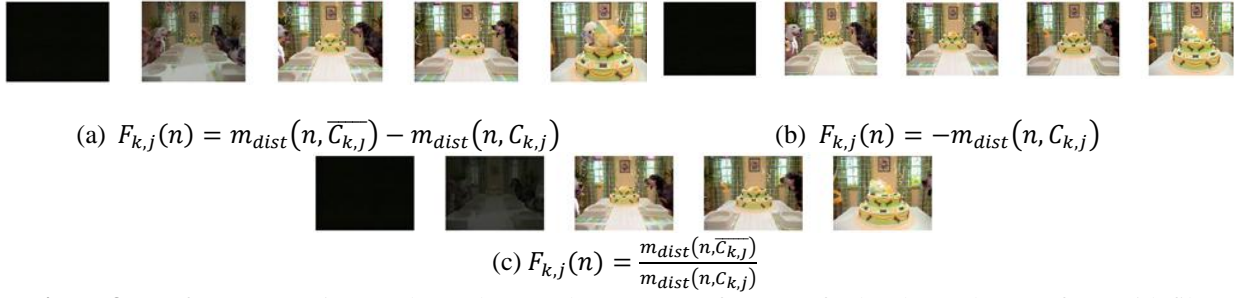 (a) $F_{k,j}(n) = m_{dist}(n, \overline{C_{k,j}}) - m_{dist}(n, C_{k,j})$
(b) $F_{k,j}(n) = -m_{dist}(n, C_{k,j})$
(c) $F_{k,j}(n) = \frac{m_{dist}(n, \overline{C_{k,j}})}{m_{dist}(n, C_{k,j})}$